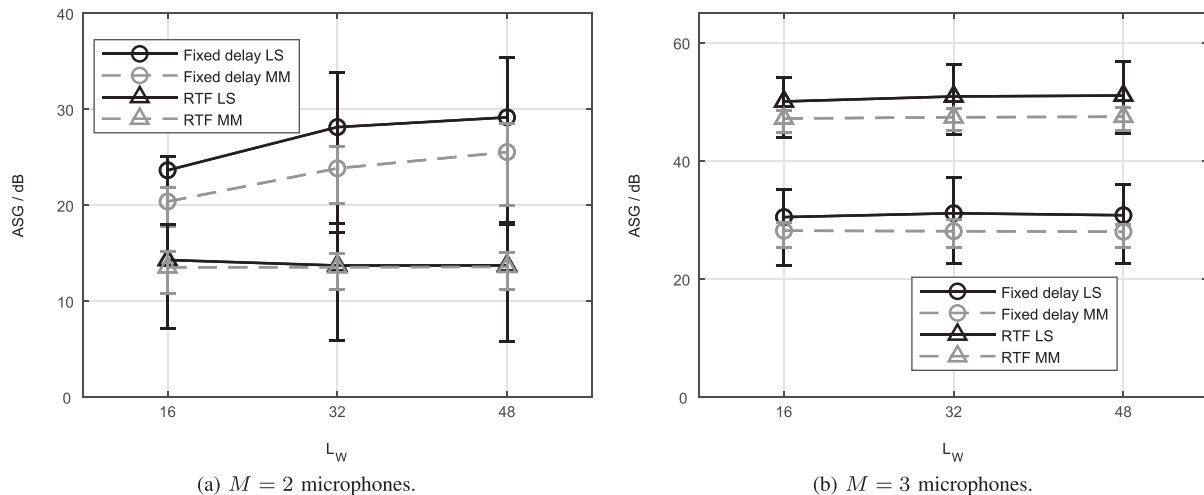 40
30
20
10
0
ASG / dB
Fixed delay LS
Fixed delay MM
RTF LS
RTF MM
16
32
48
L_W
(a) M = 2 microphones.
60
40
20
0
ASG / dB
Fixed delay LS
Fixed delay MM
RTF LS
RTF MM
16
32
48
L_W
(b) M = 3 microphones.